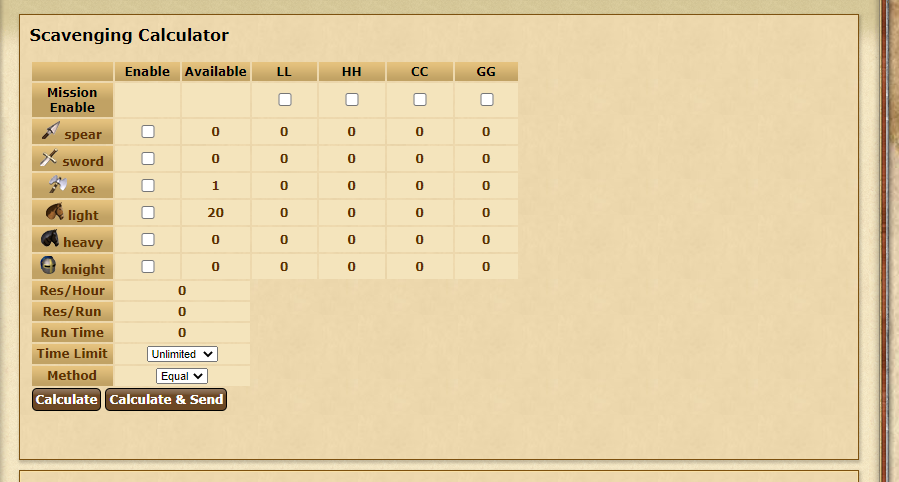 Scavenging Calculator
Enable Available LL HH CC GG
Mission Enable
spear 0 0 0 0 0
sword 0 0 0 0 0
axe 1 0 0 0 0
light 20 0 0 0 0
heavy 0 0 0 0 0
knight 0 0 0 0 0
Res/Hour 0
Res/Run 0
Run Time 0
Time Limit Unlimited
Method Equal
Calculate Calculate & Send